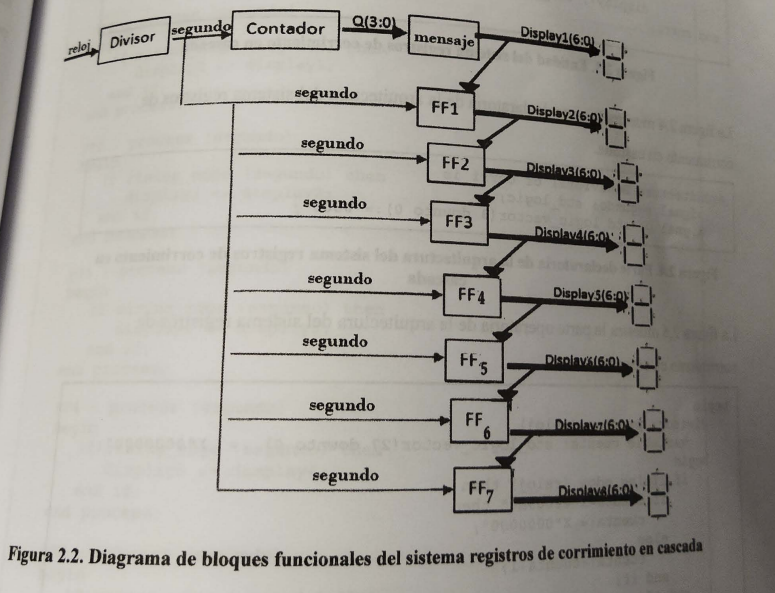 reloj
Divisor
segundo
Contador
Q(3:0)
mensaje
Display1(6:0)
segundo
FF1
Display2(6:0)
segundo
FF2
Display3(6:0)
segundo
FF3
Display4(6:0)
segundo
FF4
Display5(6:0)
segundo
FF5
Display6(6:0)
segundo
FF6
Display7(6:0)
segundo
FF7
Display8(6:0)
Figura 2.2. Diagrama de bloques funcionales del sistema registros de corrimiento en cascada